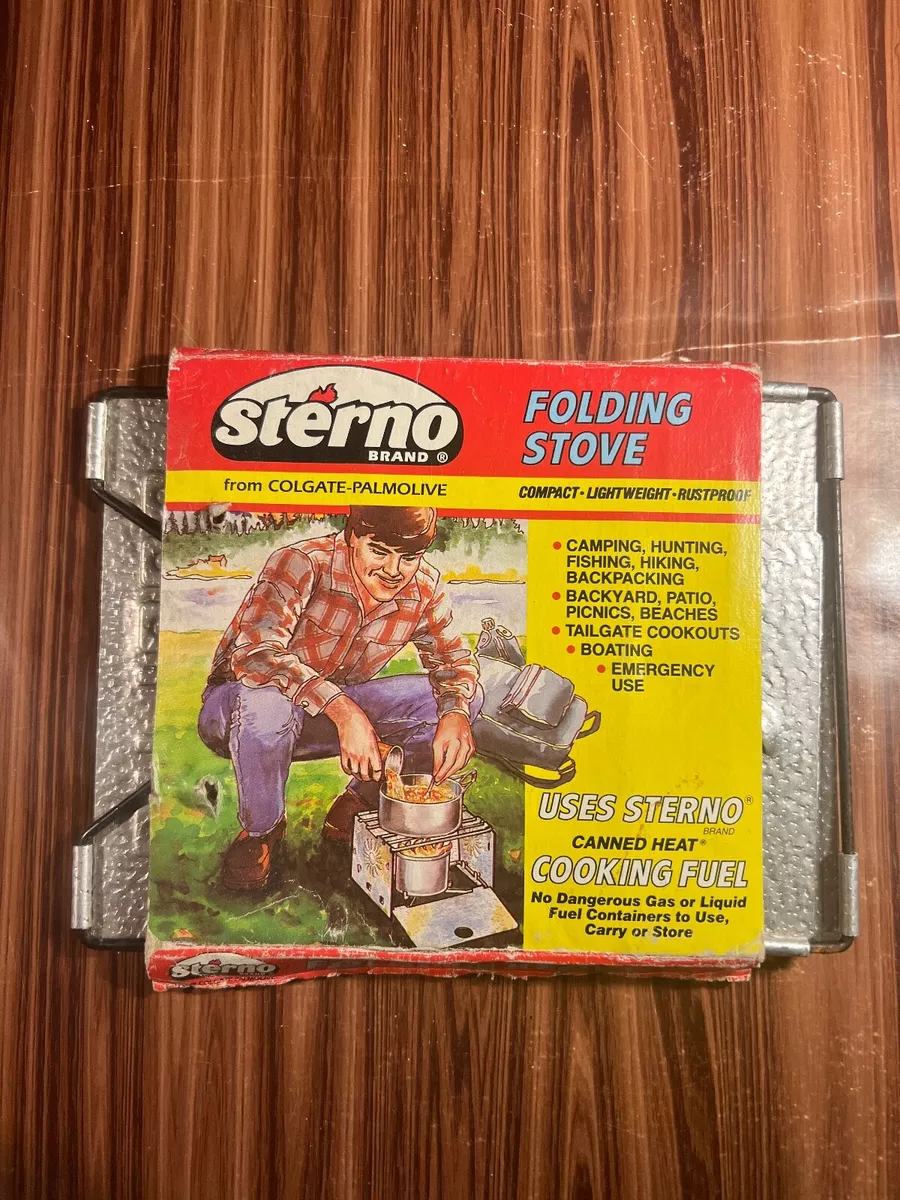 sterno
BRAND ®
FOLDING
STOVE
from COLGATE-PALMOLIVE
COMPACT • LIGHTWEIGHT • RUSTPROOF
• CAMPING, HUNTING,
FISHING, HIKING,
BACKPACKING
• BACKYARD, PATIO,
PICNICS, BEACHES
• TAILGATE COOKOUTS
• BOATING
• EMERGENCY
USE
USES STERNO®
BRAND
CANNED HEAT®
COOKING FUEL
No Dangerous Gas or Liquid
Fuel Containers to Use,
Carry or Store
sterno